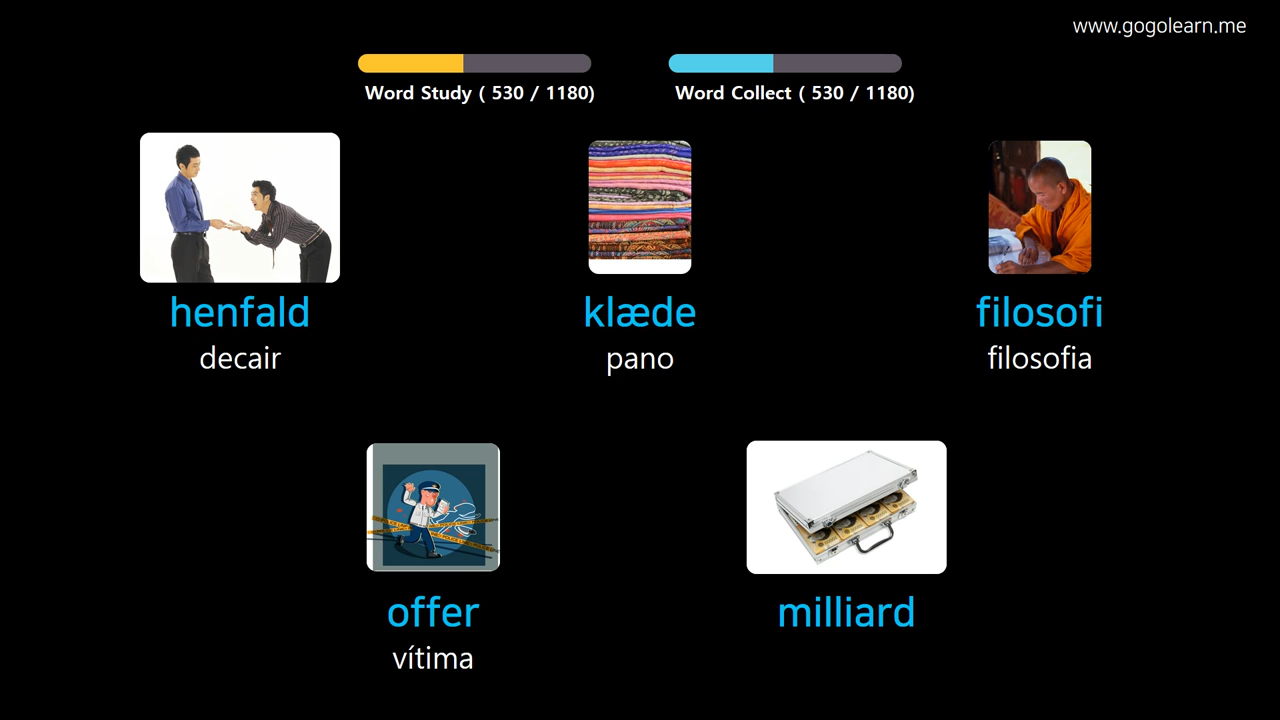 www.gogolearn.me
Word Study ( 530 / 1180)
Word Collect ( 530 / 1180)
henfald
klæde
filosofi
decair
pano
filosofia
offer
milliard
vítima